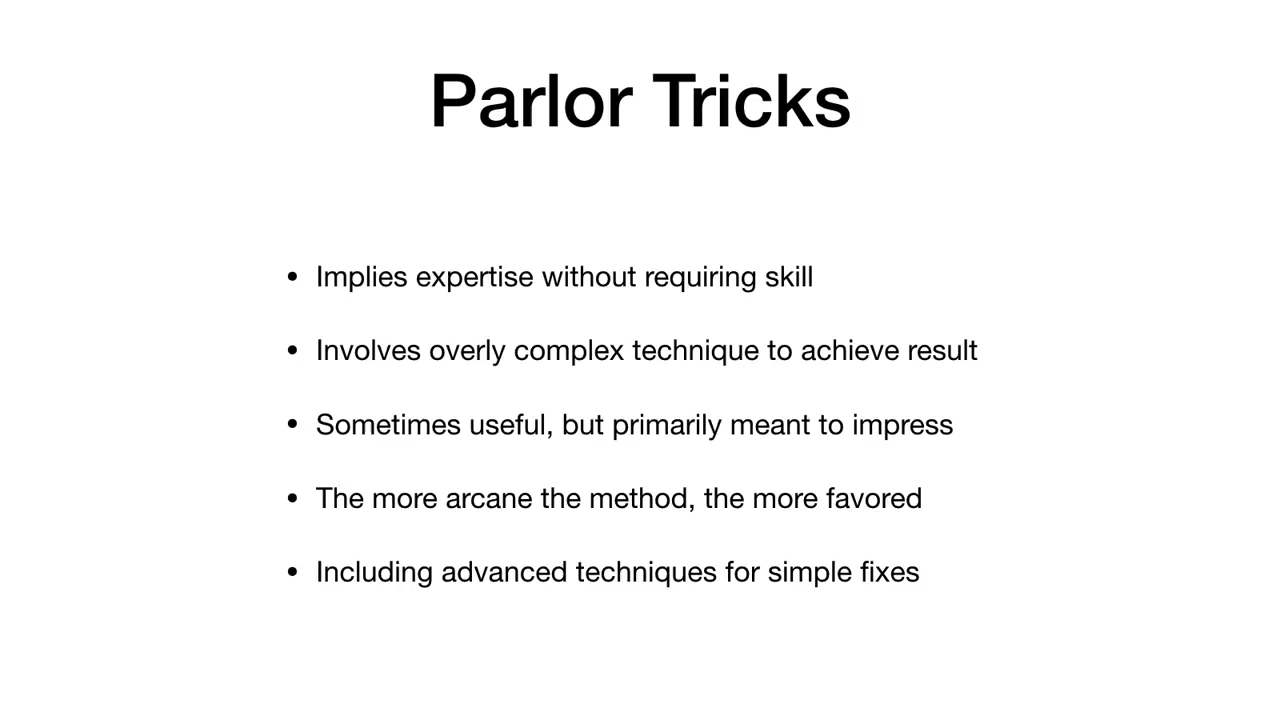 Parlor Tricks
• Implies expertise without requiring skill
• Involves overly complex technique to achieve result
• Sometimes useful, but primarily meant to impress
• The more arcane the method, the more favored
• Including advanced techniques for simple fixes